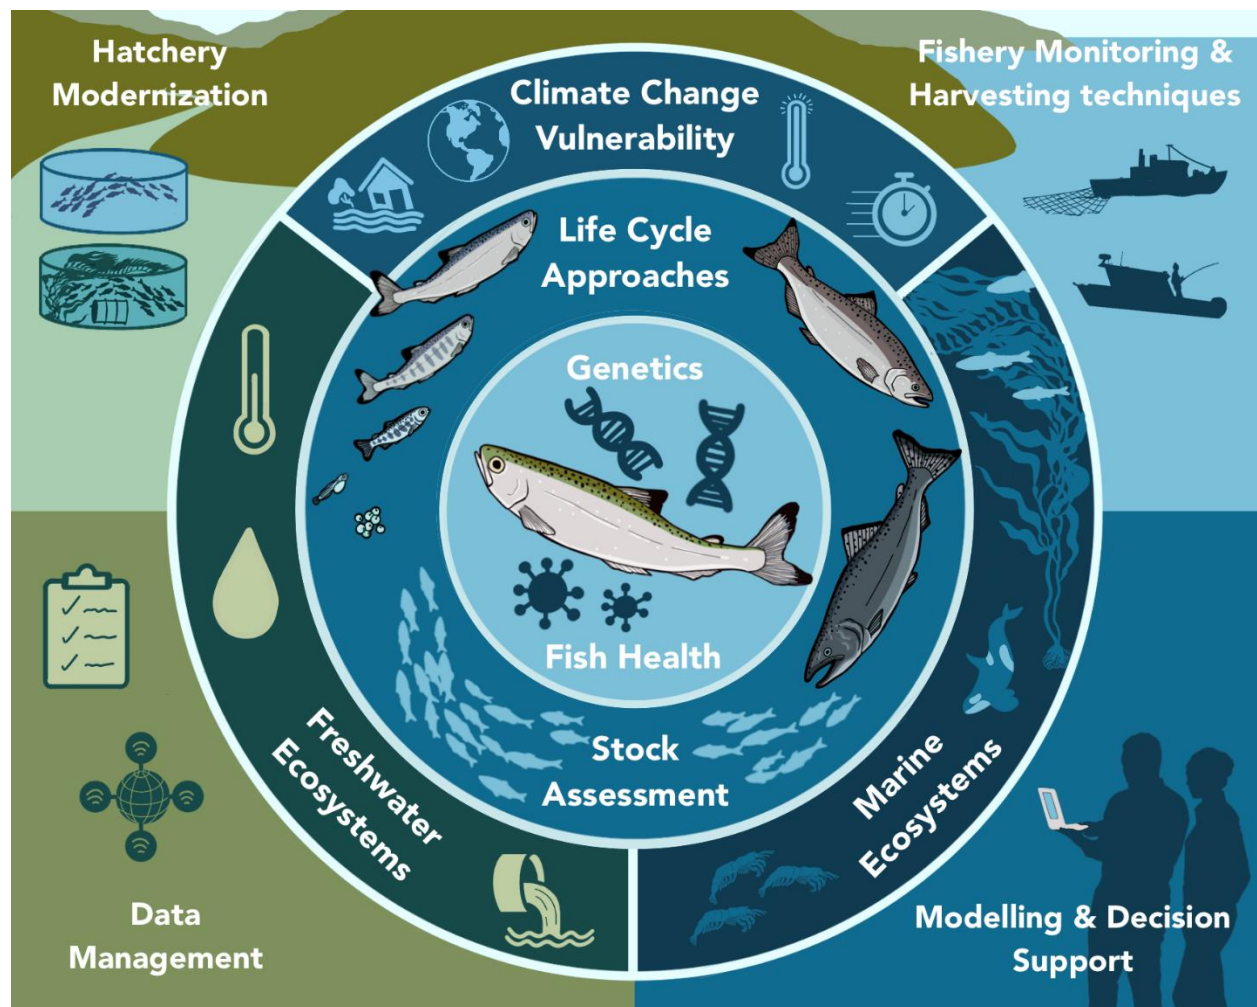 Hatchery
Modernization
Fishery Monitoring &
Harvesting techniques
Climate Change
Vulnerability
Life Cycle
Approaches
Genetics
Fish Health
Stock
Assessment
Freshwater
Ecosystems
Marine
Ecosystems
Data
Management
Modelling & Decision
Support